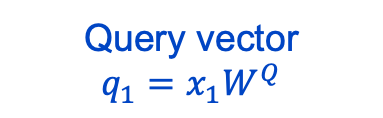 Query vector
q₁ = x₁W^Q